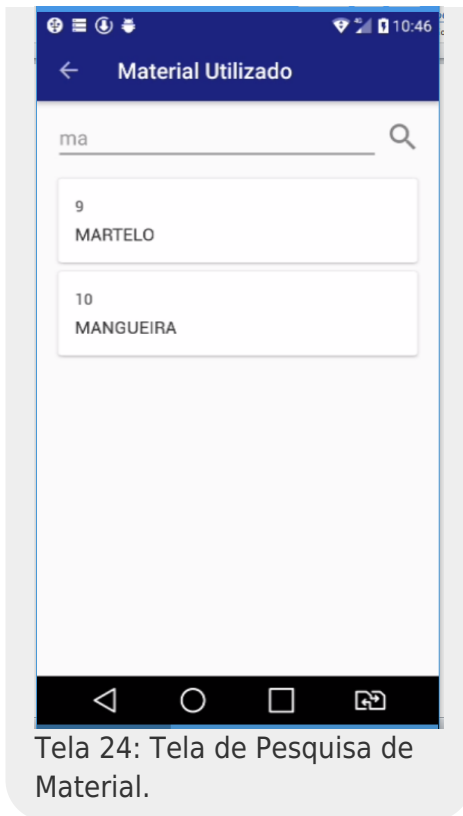 10:46
Material Utilizado
ma
9
MARTELO
10
MANGUEIRA
Tela 24: Tela de Pesquisa de
Material.